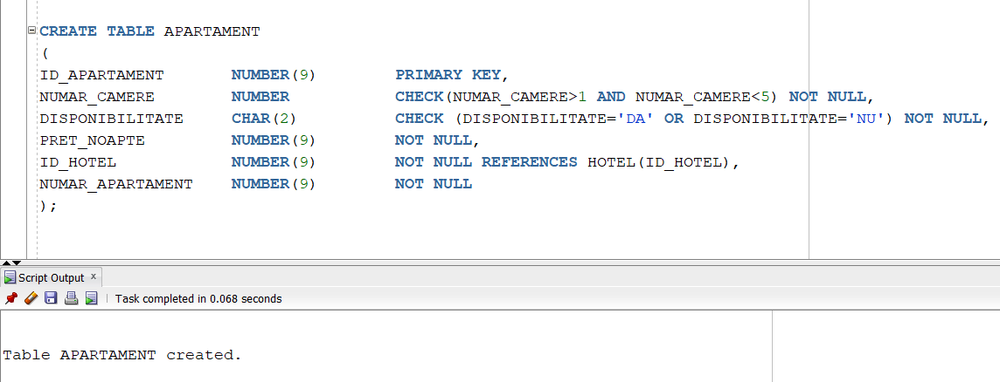 CREATE TABLE APARTAMENT
(
ID_APARTAMENT NUMBER(9) PRIMARY KEY,
NUMAR_CAMERE NUMBER CHECK(NUMAR_CAMERE>1 AND NUMAR_CAMERE<5) NOT NULL,
DISPONIBILITATE CHAR(2) CHECK (DISPONIBILITATE='DA' OR DISPONIBILITATE='NU') NOT NULL,
PRET_NOAPTE NUMBER(9) NOT NULL,
ID_HOTEL NUMBER(9) NOT NULL REFERENCES HOTEL(ID_HOTEL),
NUMAR_APARTAMENT NUMBER(9) NOT NULL
);
Script Output x
Task completed in 0.068 seconds
Table APARTAMENT created.